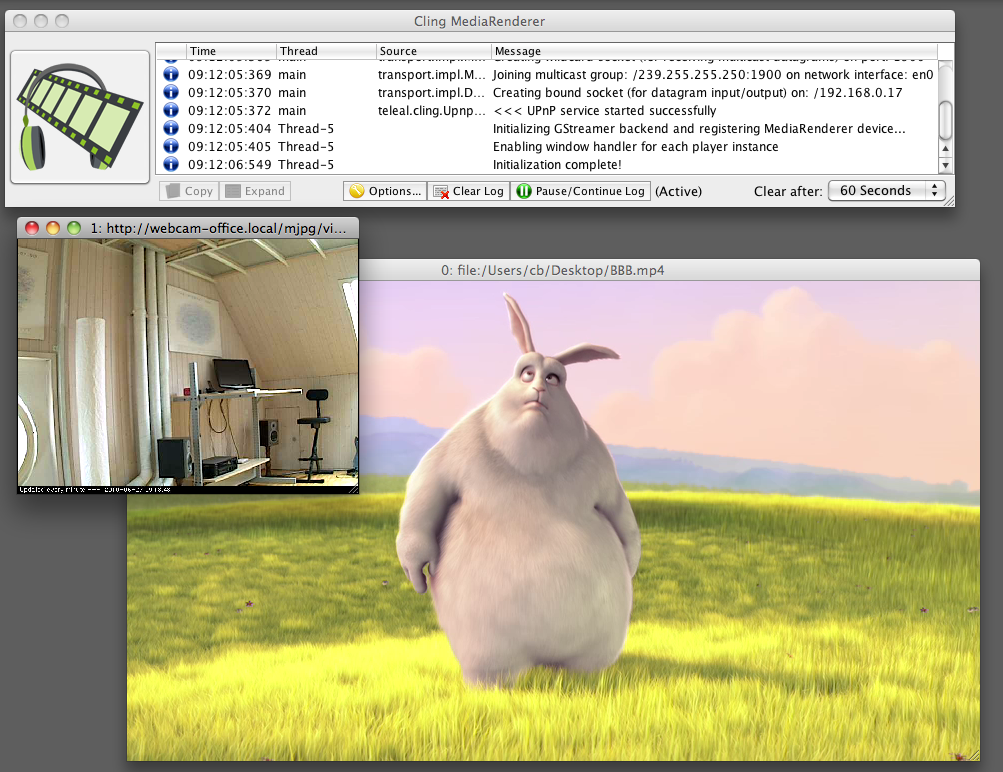 Cling MediaRenderer
Time Thread Source Message
09:12:05:369 main transport.impl.M... Joining multicast group: /239.255.255.250:1900 on network interface: en0
09:12:05:370 main transport.impl.D... Creating bound socket (for datagram input/output) on: /192.168.0.17
09:12:05:372 main teleal.cling.Upnp... <<< UPnP service started successfully
09:12:05:404 Thread-5 Initializing GStreamer backend and registering MediaRenderer device...
09:12:05:405 Thread-5 Enabling window handler for each player instance
09:12:06:549 Thread-5 Initialization complete!
Copy Expand Options... Clear Log Pause/Continue Log (Active) Clear after: 60 Seconds
1: http://webcam-office.local/mjpg/vi...
0: file:/Users/cb/Desktop/BBB.mp4
Updated every minute